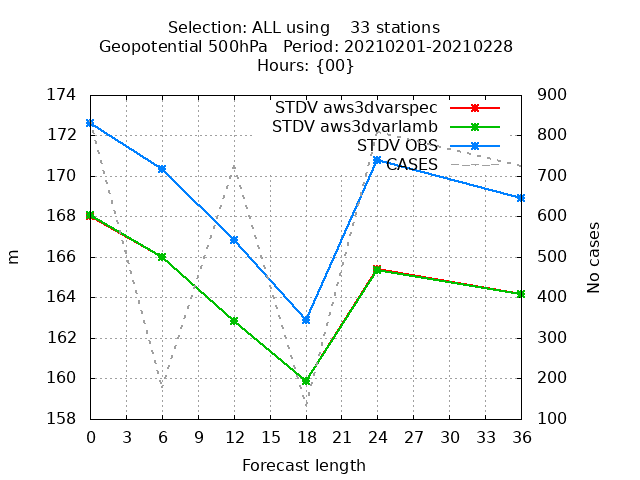 Selection: ALL using    33 stations
Geopotential 500hPa   Period: 20210201-20210228
Hours: {00}
174
172
170
168
166
164
162
160
158
m
STDV aws3dvarspec
STDV aws3dvarlamb
STDV OBS
CASES
900
800
700
600
500
400
300
200
100
No cases
0 3 6 9 12 15 18 21 24 27 30 33 36
Forecast length